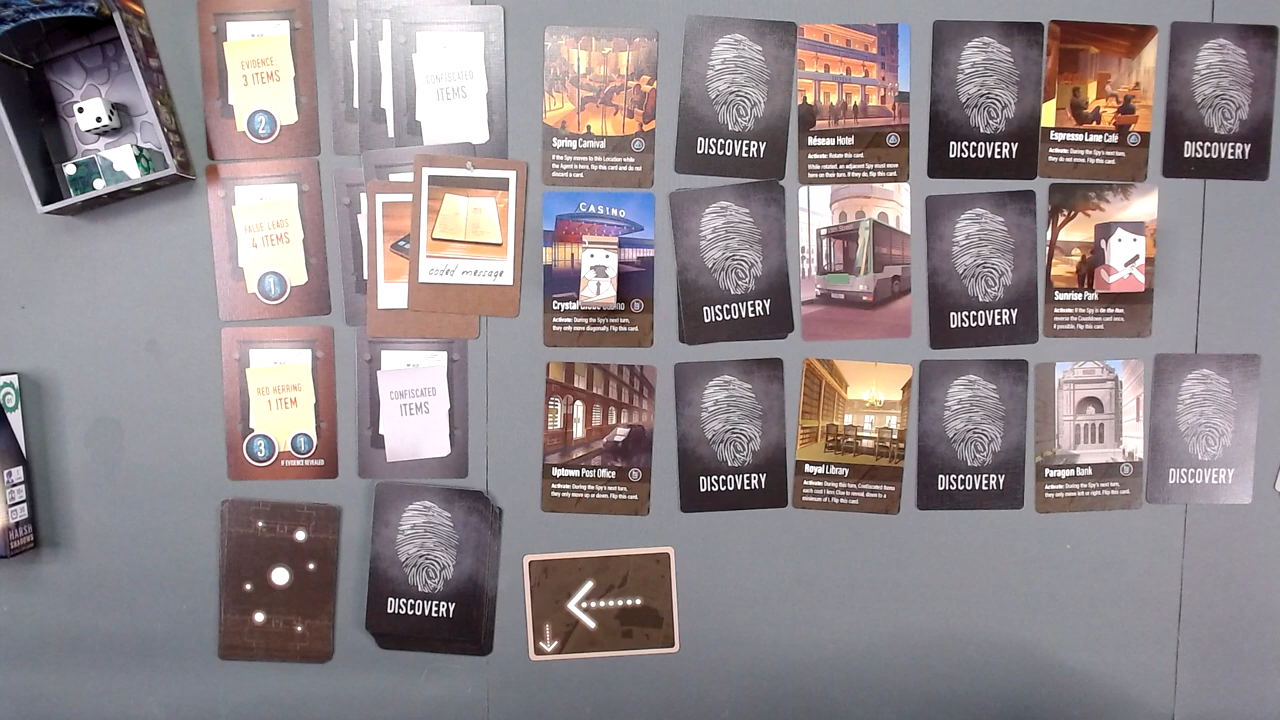 EVIDENCE:
3 ITEMS
2
CONFISCATED
ITEMS
FALSE LEADS:
4 ITEMS
1
coded message
RED HERRING:
1 ITEM
3
1
IF EVIDENCE REVEALED
CONFISCATED
ITEMS
DISCOVERY
Spring Carnival
If the Spy moves to this Location while
the Agent is here, flip this card and do not
discard a card.
DISCOVERY
Réseau Hotel
Activate: Rotate this card.
While rotated, an adjacent Spy must move
here on their turn. If they do, flip this card.
DISCOVERY
Espresso Lane Café
Activate: During the Spy's next turn,
they do not move. Flip this card.
DISCOVERY
CASINO
Crystal
Activate: During the Spy's next turn,
they only move diagonally. Flip this card.
DISCOVERY
DISCOVERY
Sunrise Park
Activate: If the Spy is On the Run,
reverse the Countdown card once,
if possible. Flip this card.
Uptown Post Office
Activate: During the Spy's next turn,
they only move up or down. Flip this card.
DISCOVERY
Royal Library
Activate: During this turn, Confiscated Items
each cost 1 less Clue to reveal, down to a
minimum of 1. Flip this card.
DISCOVERY
Paragon Bank
Activate: During the Spy's next turn,
they only move left or right. Flip this card.
DISCOVERY
HARSH
SHADOWS